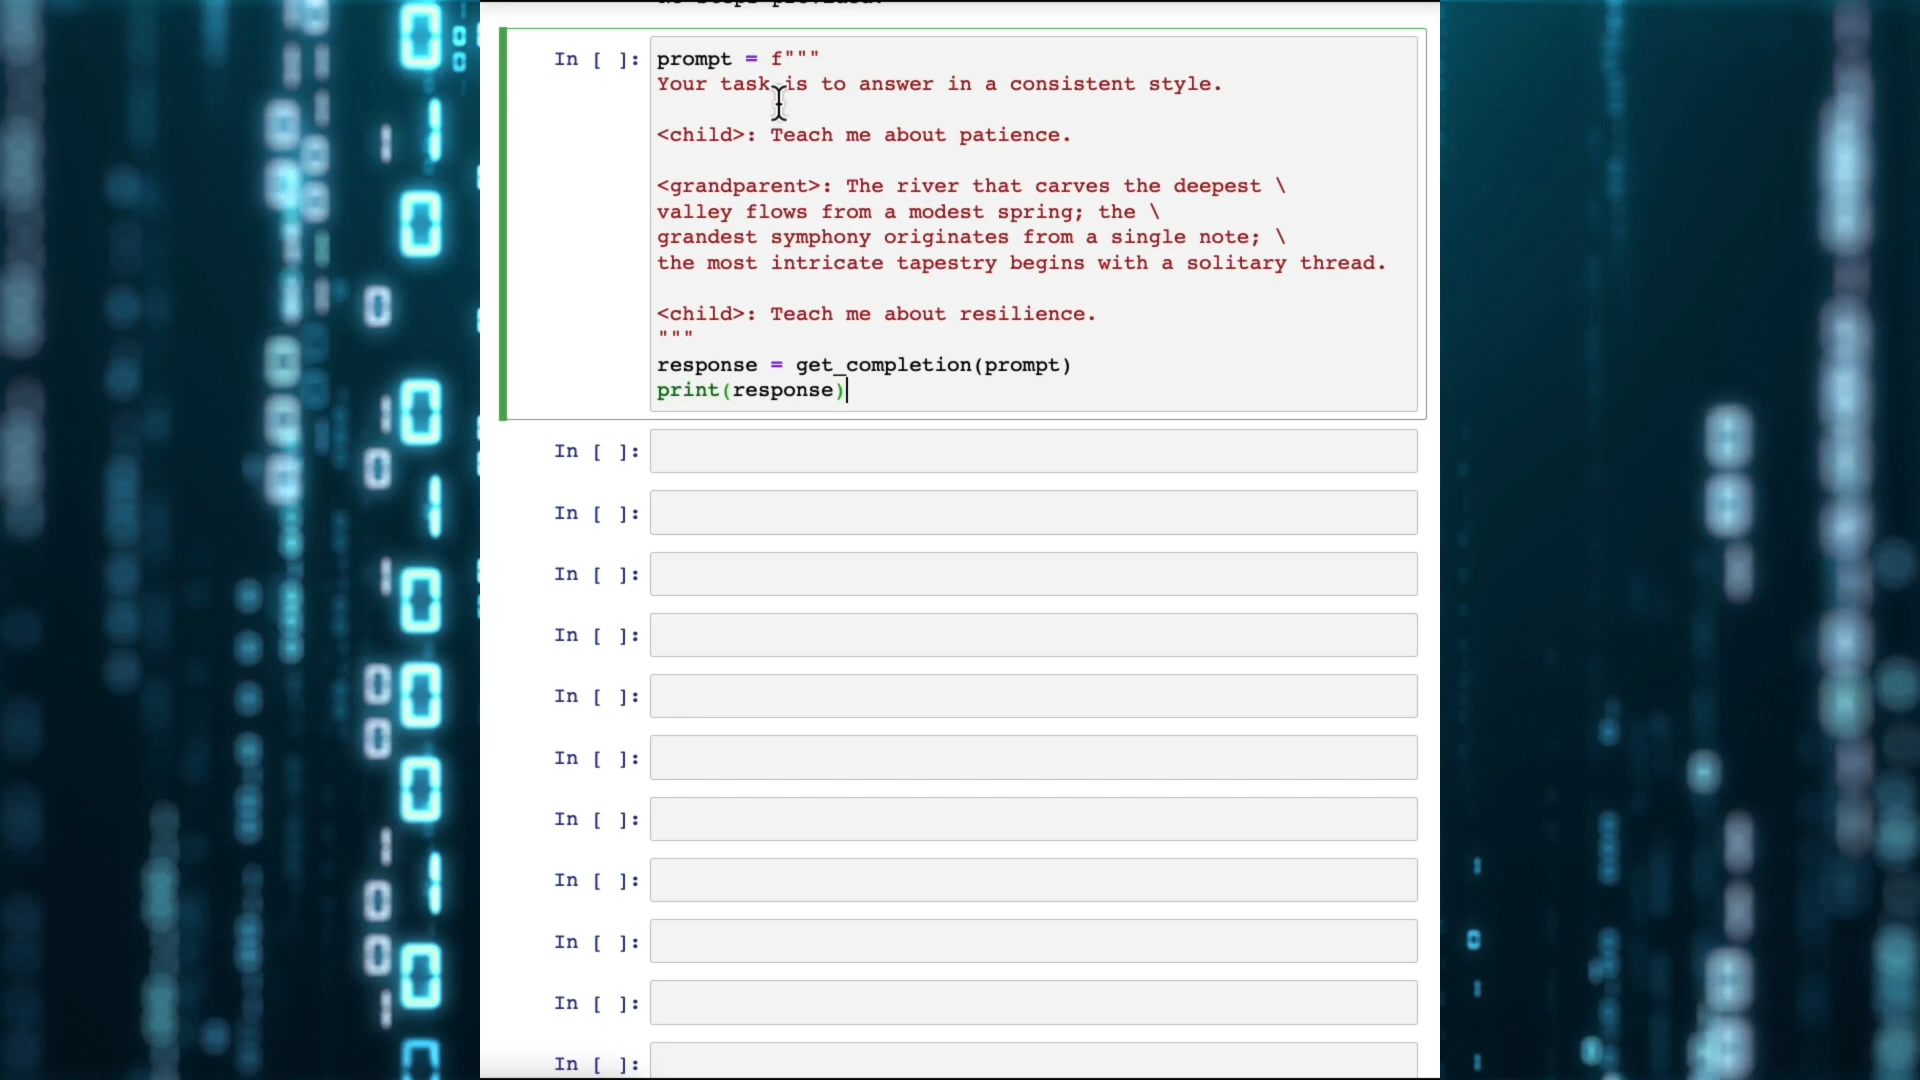 In [ ]: prompt = f"""
Your task is to answer in a consistent style.
<child>: Teach me about patience.
<grandparent>: The river that carves the deepest \
valley flows from a modest spring; the \
grandest symphony originates from a single note; \
the most intricate tapestry begins with a solitary thread.
<child>: Teach me about resilience.
"""
response = get_completion(prompt)
print(response)
In [ ]:
In [ ]:
In [ ]:
In [ ]:
In [ ]:
In [ ]:
In [ ]:
In [ ]:
In [ ]:
In [ ]:
In [ ]: